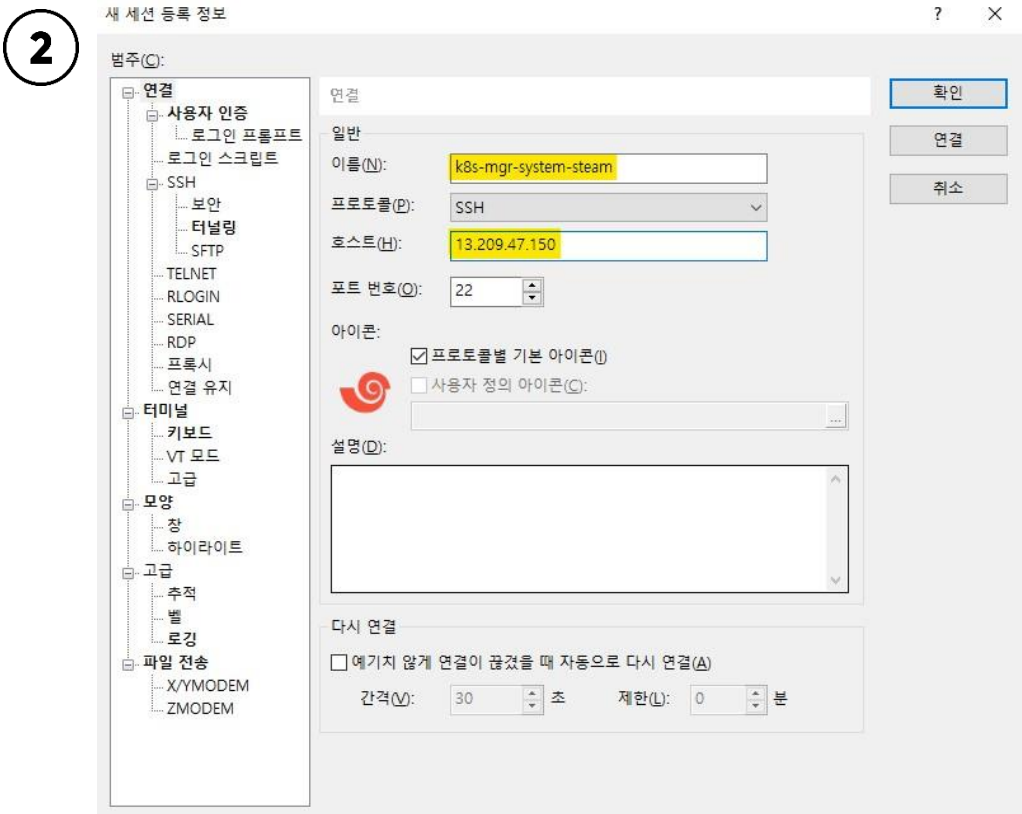 2
새 세션 등록 정보
? ×
범주(C):
연결
사용자 인증
로그인 프롬프트
로그인 스크립트
SSH
보안
터널링
SFTP
TELNET
RLOGIN
SERIAL
RDP
프록시
연결 유지
터미널
키보드
VT 모드
고급
모양
창
하이라이트
고급
추적
벨
로깅
파일 전송
X/YMODEM
ZMODEM
연결
일반
이름(N): k8s-mgr-system-steam
프로토콜(P): SSH
호스트(H): 13.209.47.150
포트 번호(O): 22
아이콘:
프로토콜별 기본 아이콘(I)
사용자 정의 아이콘(C):
...
설명(D):
다시 연결
예기치 않게 연결이 끊겼을 때 자동으로 다시 연결(A)
간격(V): 30 초 제한(L): 0 분
확인
연결
취소